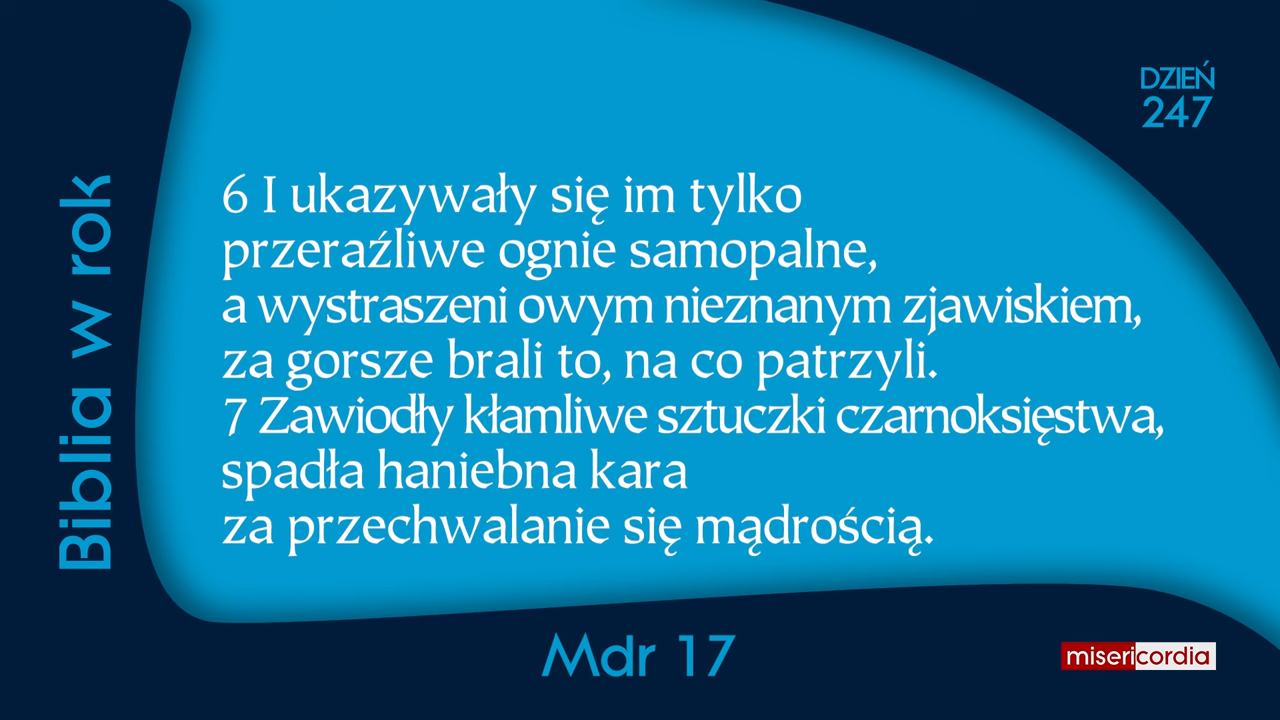 DZIEŃ
247
Biblia w rok
6 I ukazywały się im tylko
przeraźliwe ognie samopalne,
a wystraszeni owym nieznanym zjawiskiem,
za gorsze brali to, na co patrzyli.
7 Zawiodły kłamliwe sztuczki czarnoksięstwa,
spadła haniebna kara
za przechwalanie się mądrością.
Mdr 17
misericordia